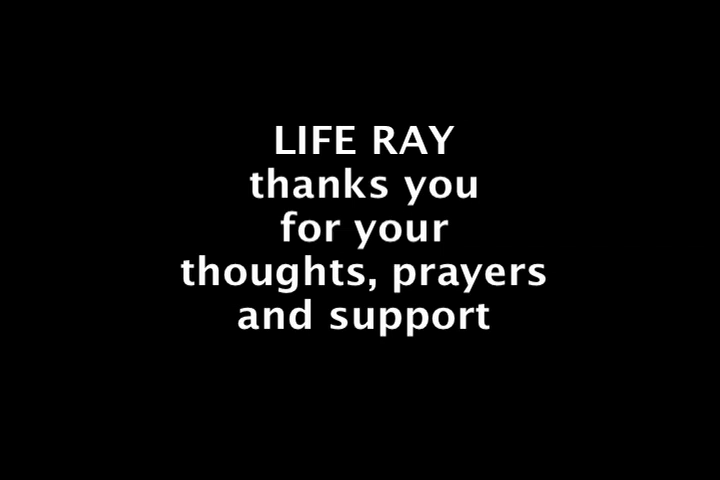 LIFE RAY
thanks you
for your
thoughts, prayers
and support